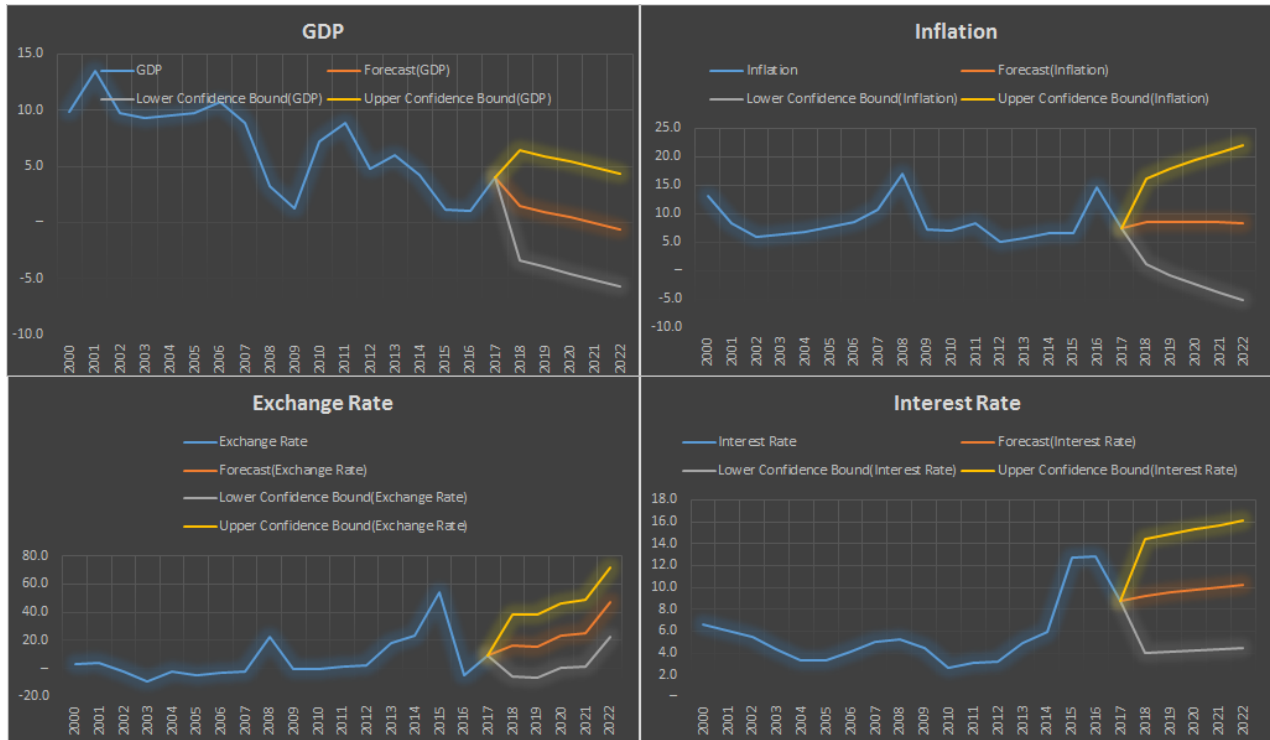 GDP
GDP Forecast(GDP)
Lower Confidence Bound(GDP) Upper Confidence Bound(GDP)
15.0
10.0
5.0
–
-5.0
-10.0
2000 2001 2002 2003 2004 2005 2006 2007 2008 2009 2010 2011 2012 2013 2014 2015 2016 2017 2018 2019 2020 2021 2022
Inflation
Inflation Forecast(Inflation)
Lower Confidence Bound(Inflation) Upper Confidence Bound(Inflation)
25.0
20.0
15.0
10.0
5.0
–
-5.0
-10.0
2000 2001 2002 2003 2004 2005 2006 2007 2008 2009 2010 2011 2012 2013 2014 2015 2016 2017 2018 2019 2020 2021 2022
Exchange Rate
Exchange Rate
Forecast(Exchange Rate)
Lower Confidence Bound(Exchange Rate)
Upper Confidence Bound(Exchange Rate)
80.0
60.0
40.0
20.0
–
-20.0
2000 2001 2002 2003 2004 2005 2006 2007 2008 2009 2010 2011 2012 2013 2014 2015 2016 2017 2018 2019 2020 2021 2022
Interest Rate
Interest Rate Forecast(Interest Rate)
Lower Confidence Bound(Interest Rate) Upper Confidence Bound(Interest Rate)
18.0
16.0
14.0
12.0
10.0
8.0
6.0
4.0
2.0
–
2000 2001 2002 2003 2004 2005 2006 2007 2008 2009 2010 2011 2012 2013 2014 2015 2016 2017 2018 2019 2020 2021 2022